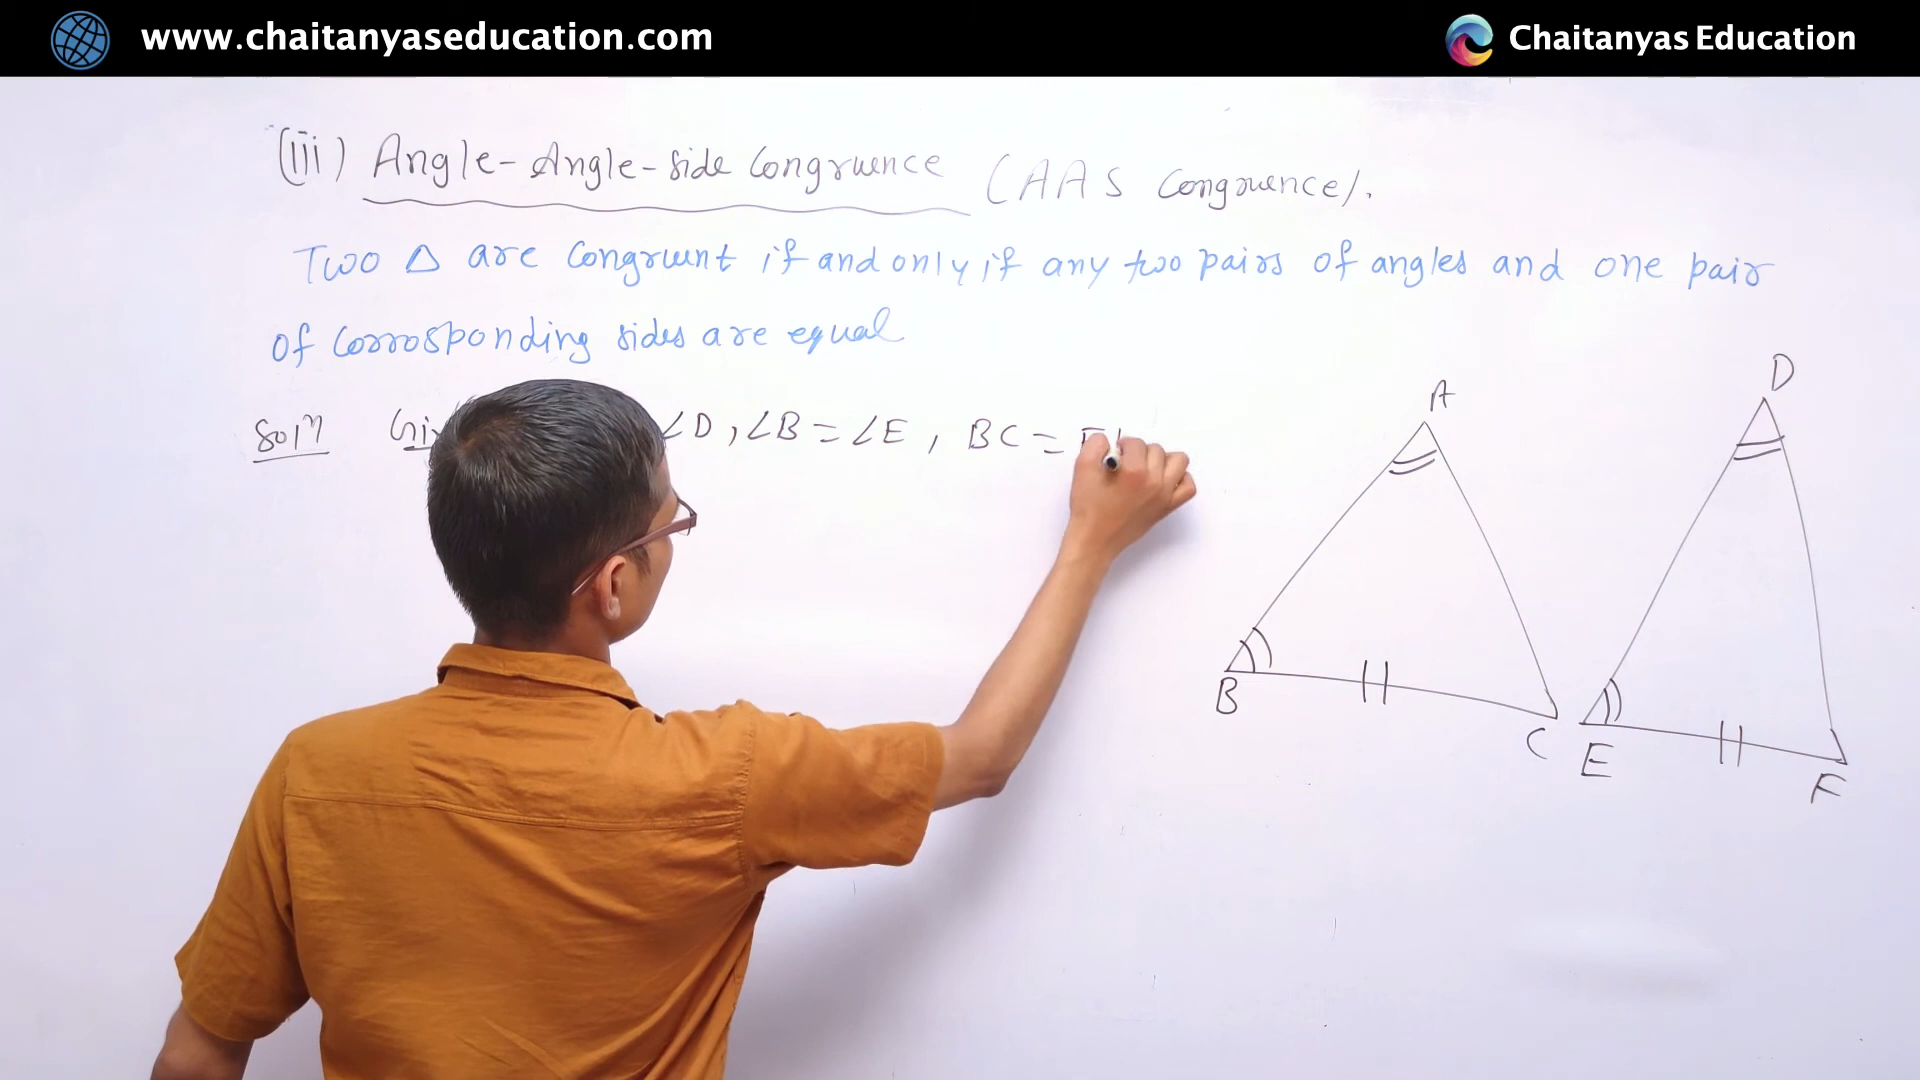 www.chaitanyaseducation.com
Chaitanyas Education
(iii) Angle-Angle-side Congruence (AAS Congruence).
Two Δ are Congruent if and only if any two pairs of angles and one pair
of corrosponding sides are equal
Soln ∠D, ∠B = ∠E, BC =
A
B
C
D
E
F